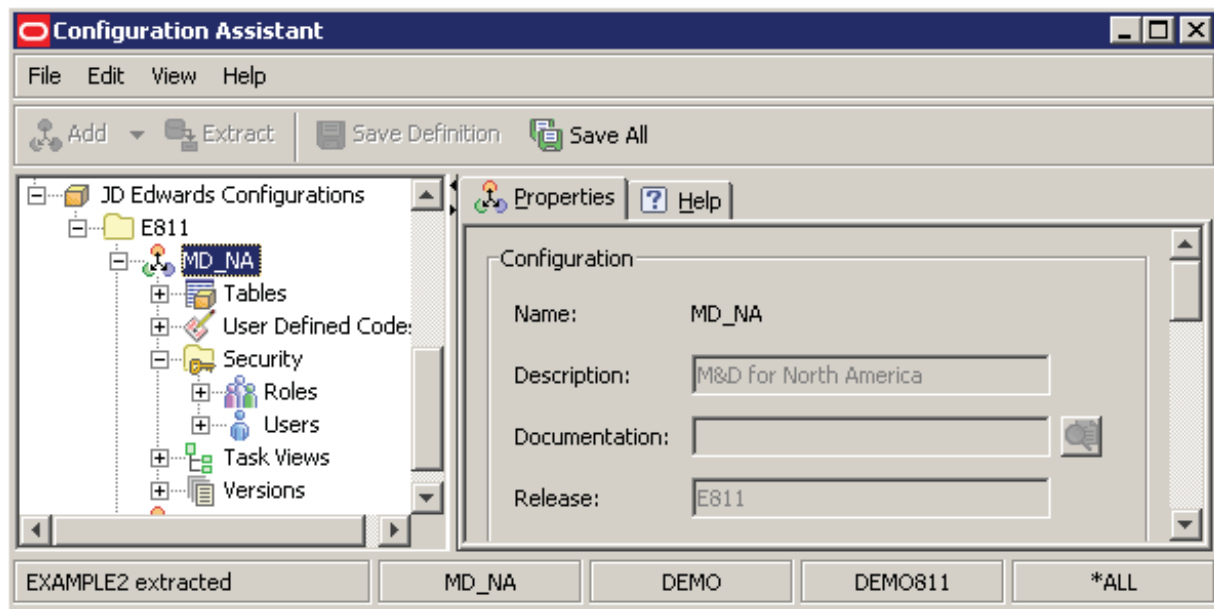 Configuration Assistant
File Edit View Help
Add Extract Save Definition Save All
JD Edwards Configurations
E811
MD_NA
Tables
User Defined Code
Security
Roles
Users
Task Views
Versions
Properties Help
Configuration
Name: MD_NA
Description: M&D for North America
Documentation:
Release: E811
EXAMPLE2 extracted MD_NA DEMO DEMO811 *ALL